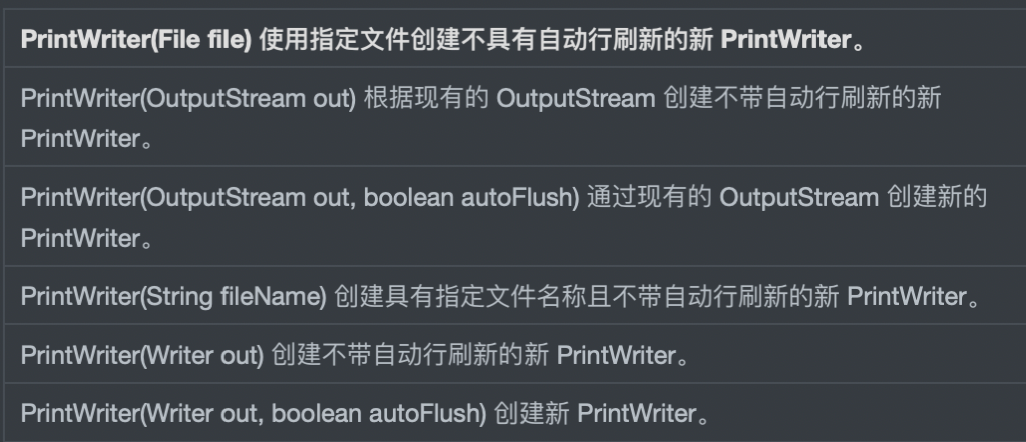 PrintWriter(File file) 使用指定文件创建不具有自动行刷新的新 PrintWriter。
PrintWriter(OutputStream out) 根据现有的 OutputStream 创建不带自动行刷新的新
PrintWriter。
PrintWriter(OutputStream out, boolean autoFlush) 通过现有的 OutputStream 创建新的
PrintWriter。
PrintWriter(String fileName) 创建具有指定文件名称且不带自动行刷新的新 PrintWriter。
PrintWriter(Writer out) 创建不带自动行刷新的新 PrintWriter。
PrintWriter(Writer out, boolean autoFlush) 创建新 PrintWriter。